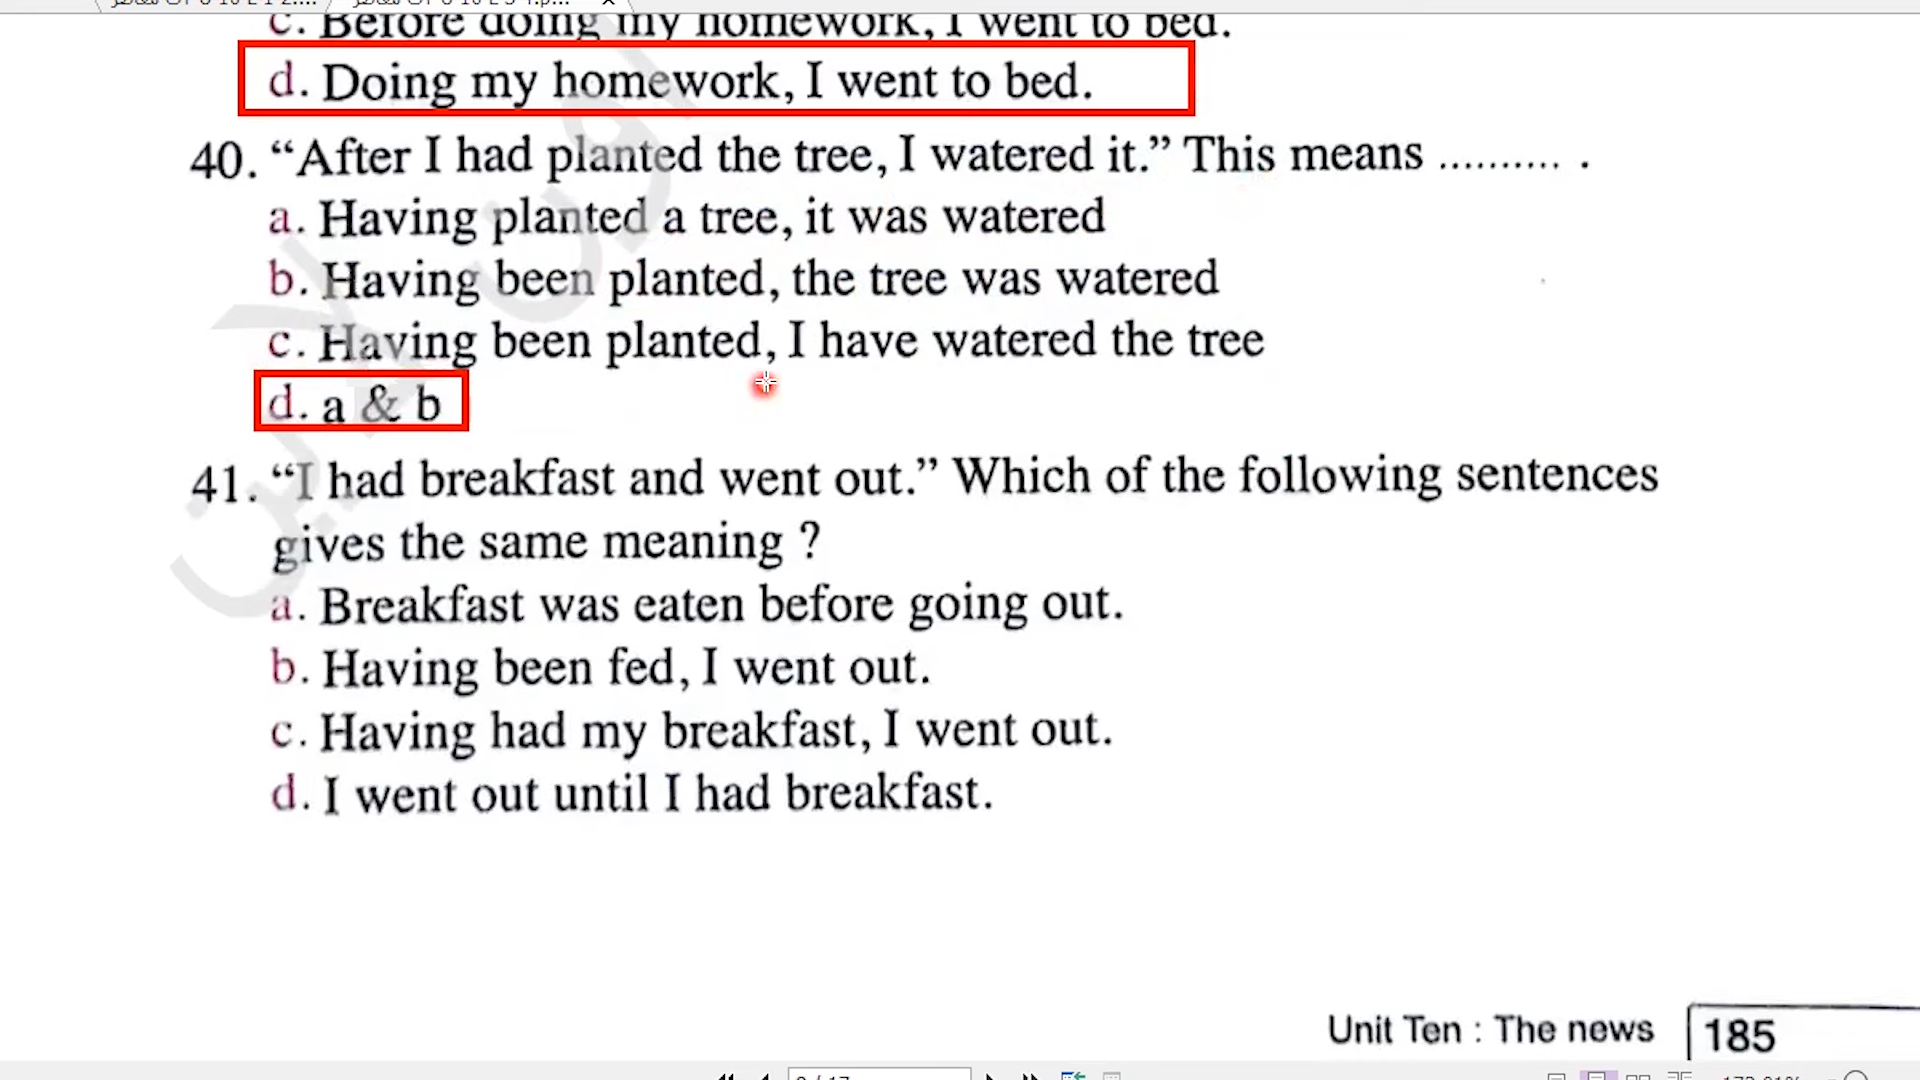 c. Before doing my homework, I went to bed.
d. Doing my homework, I went to bed.
40. “After I had planted the tree, I watered it.” This means .......... .
a. Having planted a tree, it was watered
b. Having been planted, the tree was watered
c. Having been planted, I have watered the tree
d. a & b
41. “I had breakfast and went out.” Which of the following sentences
gives the same meaning ?
a. Breakfast was eaten before going out.
b. Having been fed, I went out.
c. Having had my breakfast, I went out.
d. I went out until I had breakfast.
Unit Ten : The news 185